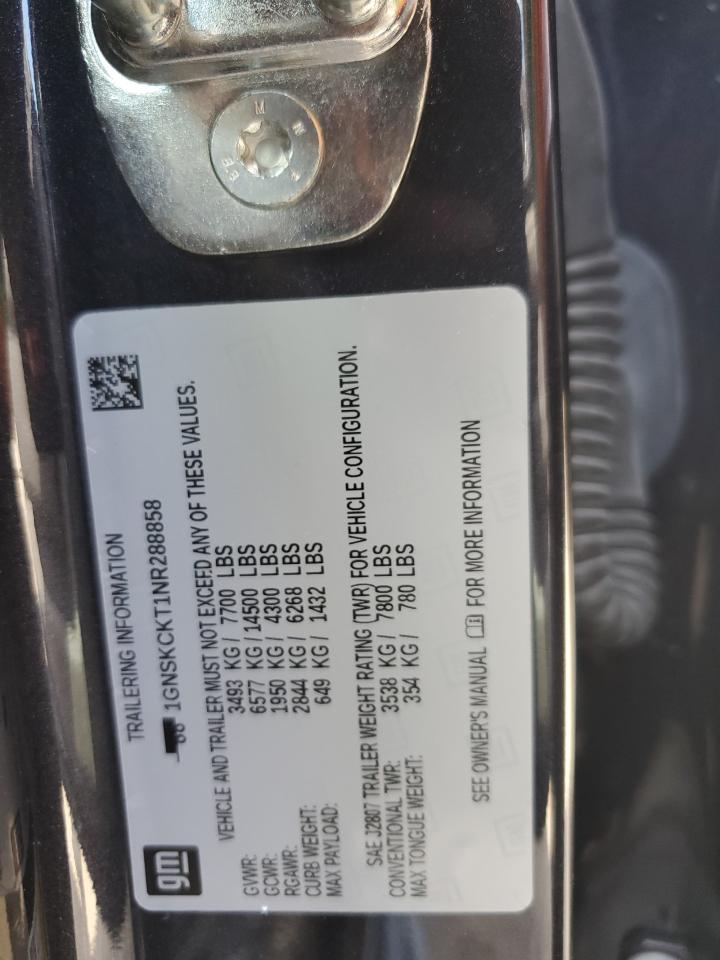 M
N
8.8
TRAILERING INFORMATION
1GNSKCKT1NR288858
gm
VEHICLE AND TRAILER MUST NOT EXCEED ANY OF THESE VALUES.
GVWR: 3493 KG / 7700 LBS
GCWR: 6577 KG / 14500 LBS
RGAWR: 1950 KG / 4300 LBS
CURB WEIGHT: 2844 KG / 6268 LBS
MAX PAYLOAD: 649 KG / 1432 LBS
SAE J2807 TRAILER WEIGHT RATING (TWR) FOR VEHICLE CONFIGURATION.
CONVENTIONAL TWR: 3538 KG / 7800 LBS
MAX TONGUE WEIGHT: 354 KG / 780 LBS
SEE OWNER'S MANUAL FOR MORE INFORMATION